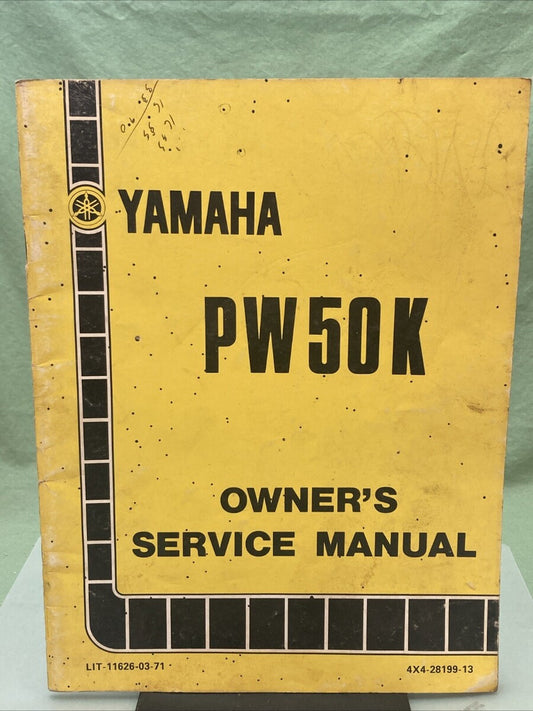 YAMAHA
PW50K
OWNER'S
SERVICE MANUAL
LIT-11626-03-71
4X4-28199-13